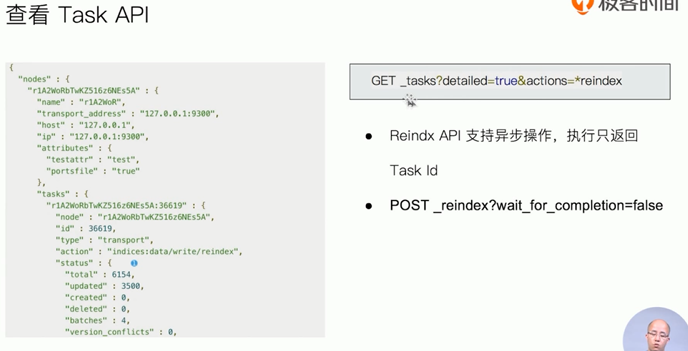 查看 Task API
极客时间
{
"nodes" : {
"r1A2WoRbTwKZ516z6NEs5A" : {
"name" : "r1A2WoR",
"transport_address" : "127.0.0.1:9300",
"host" : "127.0.0.1",
"ip" : "127.0.0.1:9300",
"attributes" : {
"testattr" : "test",
"portsfile" : "true"
},
"tasks" : {
"r1A2WoRbTwKZ516z6NEs5A:36619" : {
"node" : "r1A2WoRbTwKZ516z6NEs5A",
"id" : 36619,
"type" : "transport",
"action" : "indices:data/write/reindex",
"status" : {
"total" : 6154,
"updated" : 3500,
"created" : 0,
"deleted" : 0,
"batches" : 4,
"version_conflicts" : 0,
GET _tasks?detailed=true&actions=*reindex
● Reindx API 支持异步操作，执行只返回
Task Id
● POST _reindex?wait_for_completion=false